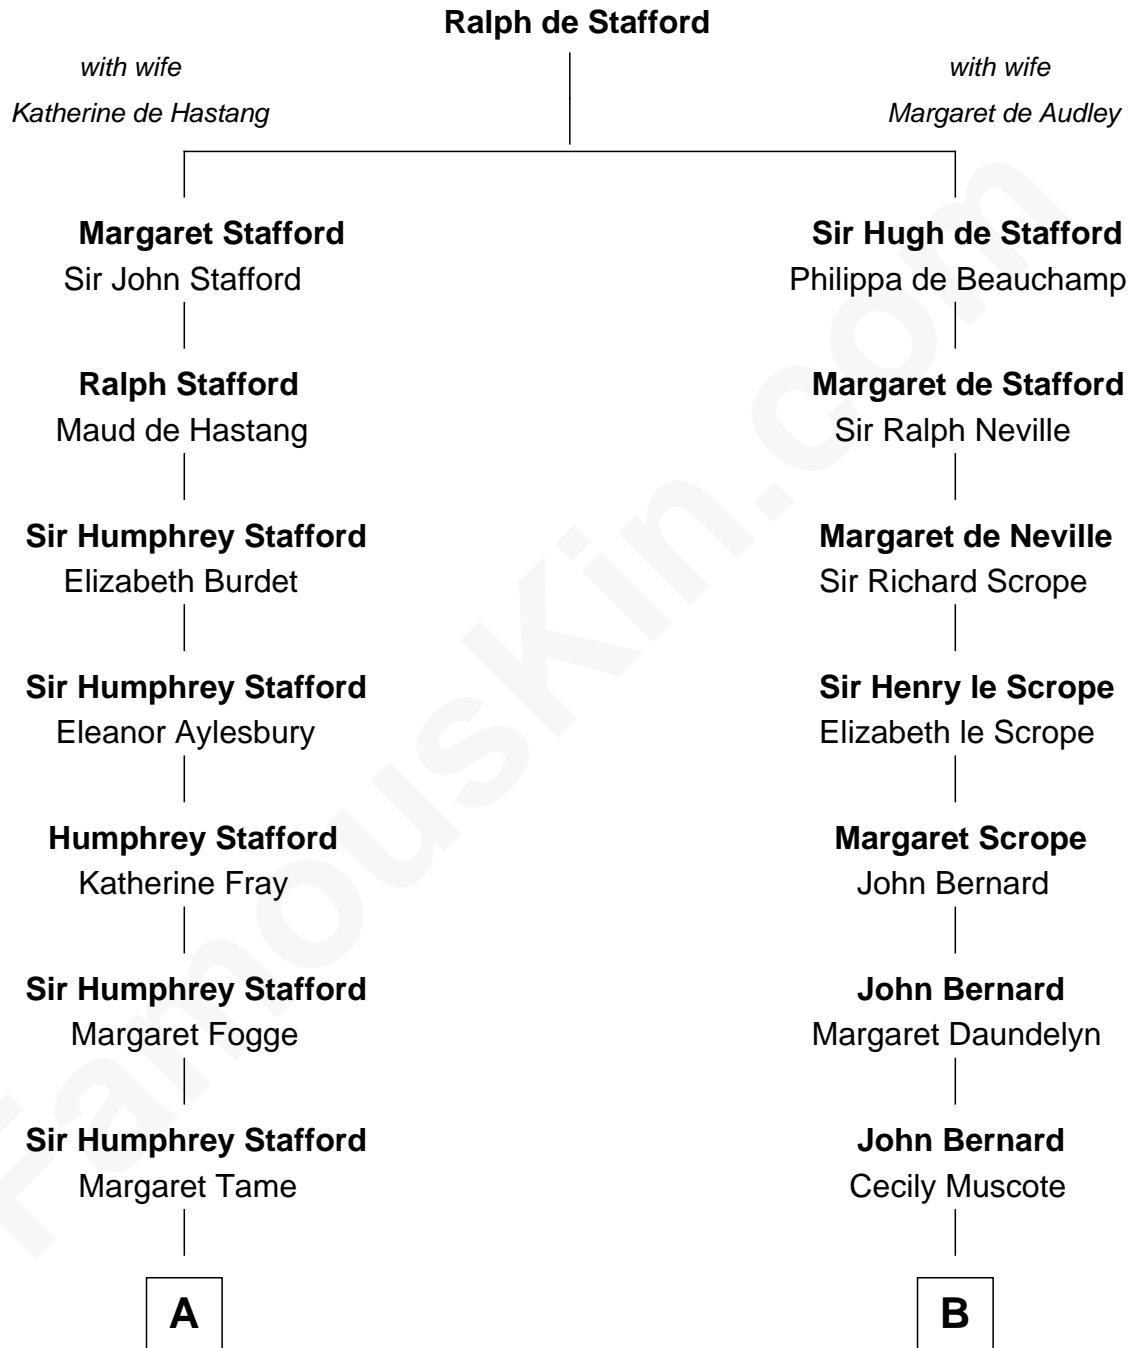 Ralph de Stafford
with wife
Katherine de Hastang
with wife
Margaret de Audley
Margaret Stafford
Sir John Stafford
Sir Hugh de Stafford
Philippa de Beauchamp
Ralph Stafford
Maud de Hastang
Margaret de Stafford
Sir Ralph Neville
Sir Humphrey Stafford
Elizabeth Burdet
Margaret de Neville
Sir Richard Scrope
Sir Humphrey Stafford
Eleanor Aylesbury
Sir Henry le Scrope
Elizabeth le Scrope
Humphrey Stafford
Katherine Fray
Margaret Scrope
John Bernard
Sir Humphrey Stafford
Margaret Fogge
John Bernard
Margaret Daundelyn
Sir Humphrey Stafford
Margaret Tame
John Bernard
Cecily Muscote
A
B
FamousKin.com